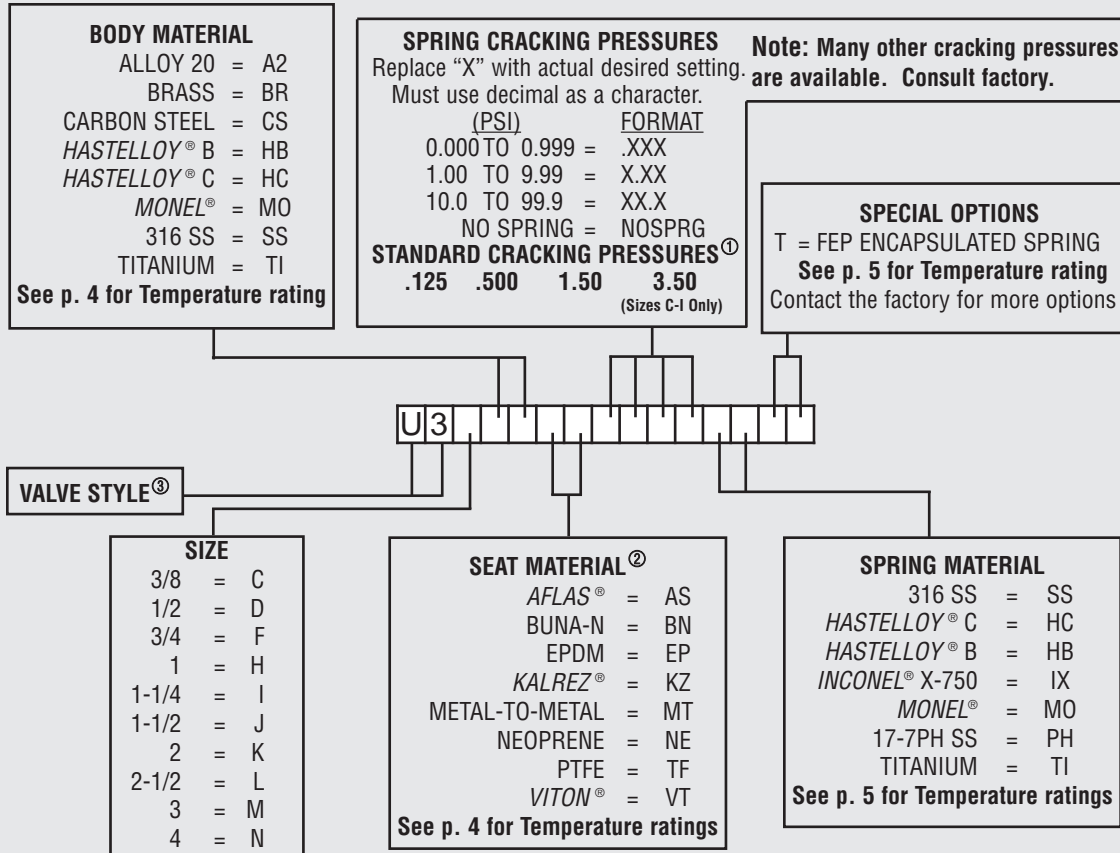 BODY MATERIAL
ALLOY 20 = A2
BRASS = BR
CARBON STEEL = CS
HASTELLOY® B = HB
HASTELLOY® C = HC
MONEL® = MO
316 SS = SS
TITANIUM = TI
See p. 4 for Temperature rating
SPRING CRACKING PRESSURES
Replace “X” with actual desired setting.
Must use decimal as a character.
(PSI) FORMAT
0.000 TO 0.999 = .XXX
1.00 TO 9.99 = X.XX
10.0 TO 99.9 = XX.X
NO SPRING = NOSPRG
STANDARD CRACKING PRESSURES①
.125 .500 1.50 3.50
(Sizes C-I Only)
Note: Many other cracking pressures
are available. Consult factory.
SPECIAL OPTIONS
T = FEP ENCAPSULATED SPRING
See p. 5 for Temperature rating
Contact the factory for more options
U3
VALVE STYLE③
SIZE
3/8 = C
1/2 = D
3/4 = F
1 = H
1-1/4 = I
1-1/2 = J
2 = K
2-1/2 = L
3 = M
4 = N
SEAT MATERIAL②
AFLAS® = AS
BUNA-N = BN
EPDM = EP
KALREZ® = KZ
METAL-TO-METAL = MT
NEOPRENE = NE
PTFE = TF
VITON® = VT
See p. 4 for Temperature ratings
SPRING MATERIAL
316 SS = SS
HASTELLOY® C = HC
HASTELLOY® B = HB
INCONEL® X-750 = IX
MONEL® = MO
17-7PH SS = PH
TITANIUM = TI
See p. 5 for Temperature ratings